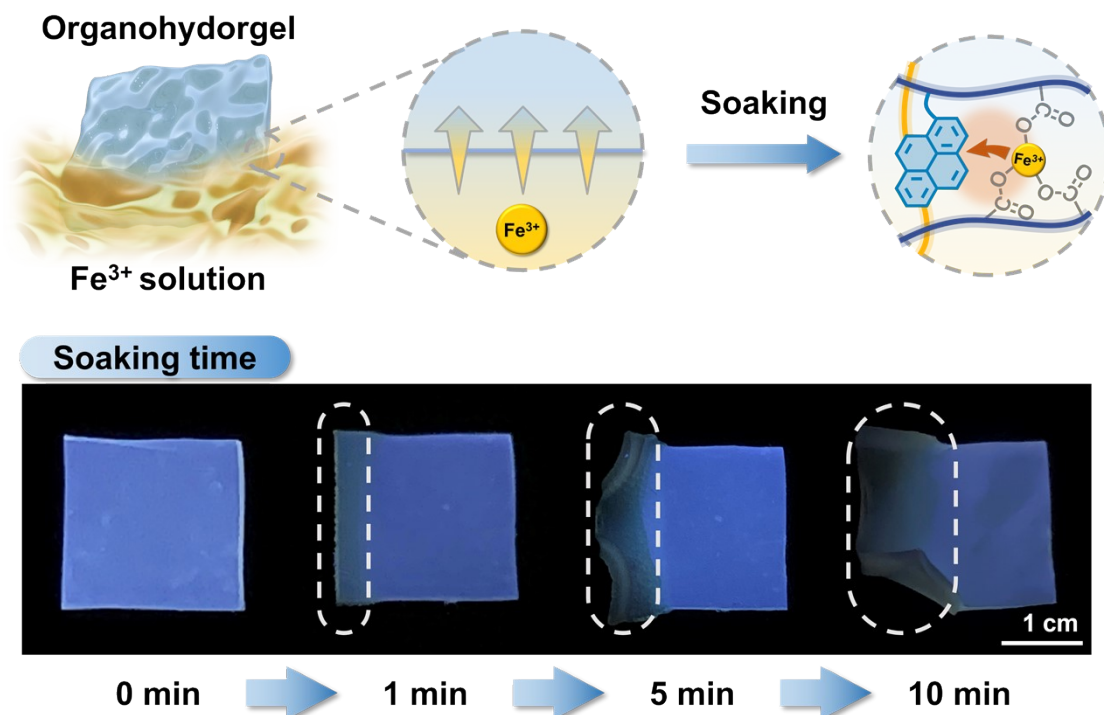 Organohydorgel
Fe³⁺ solution
Fe³⁺
Soaking
C
O
O
Fe³⁺
O
O
C
O
C
O
Soaking time
1 cm
0 min
1 min
5 min
10 min